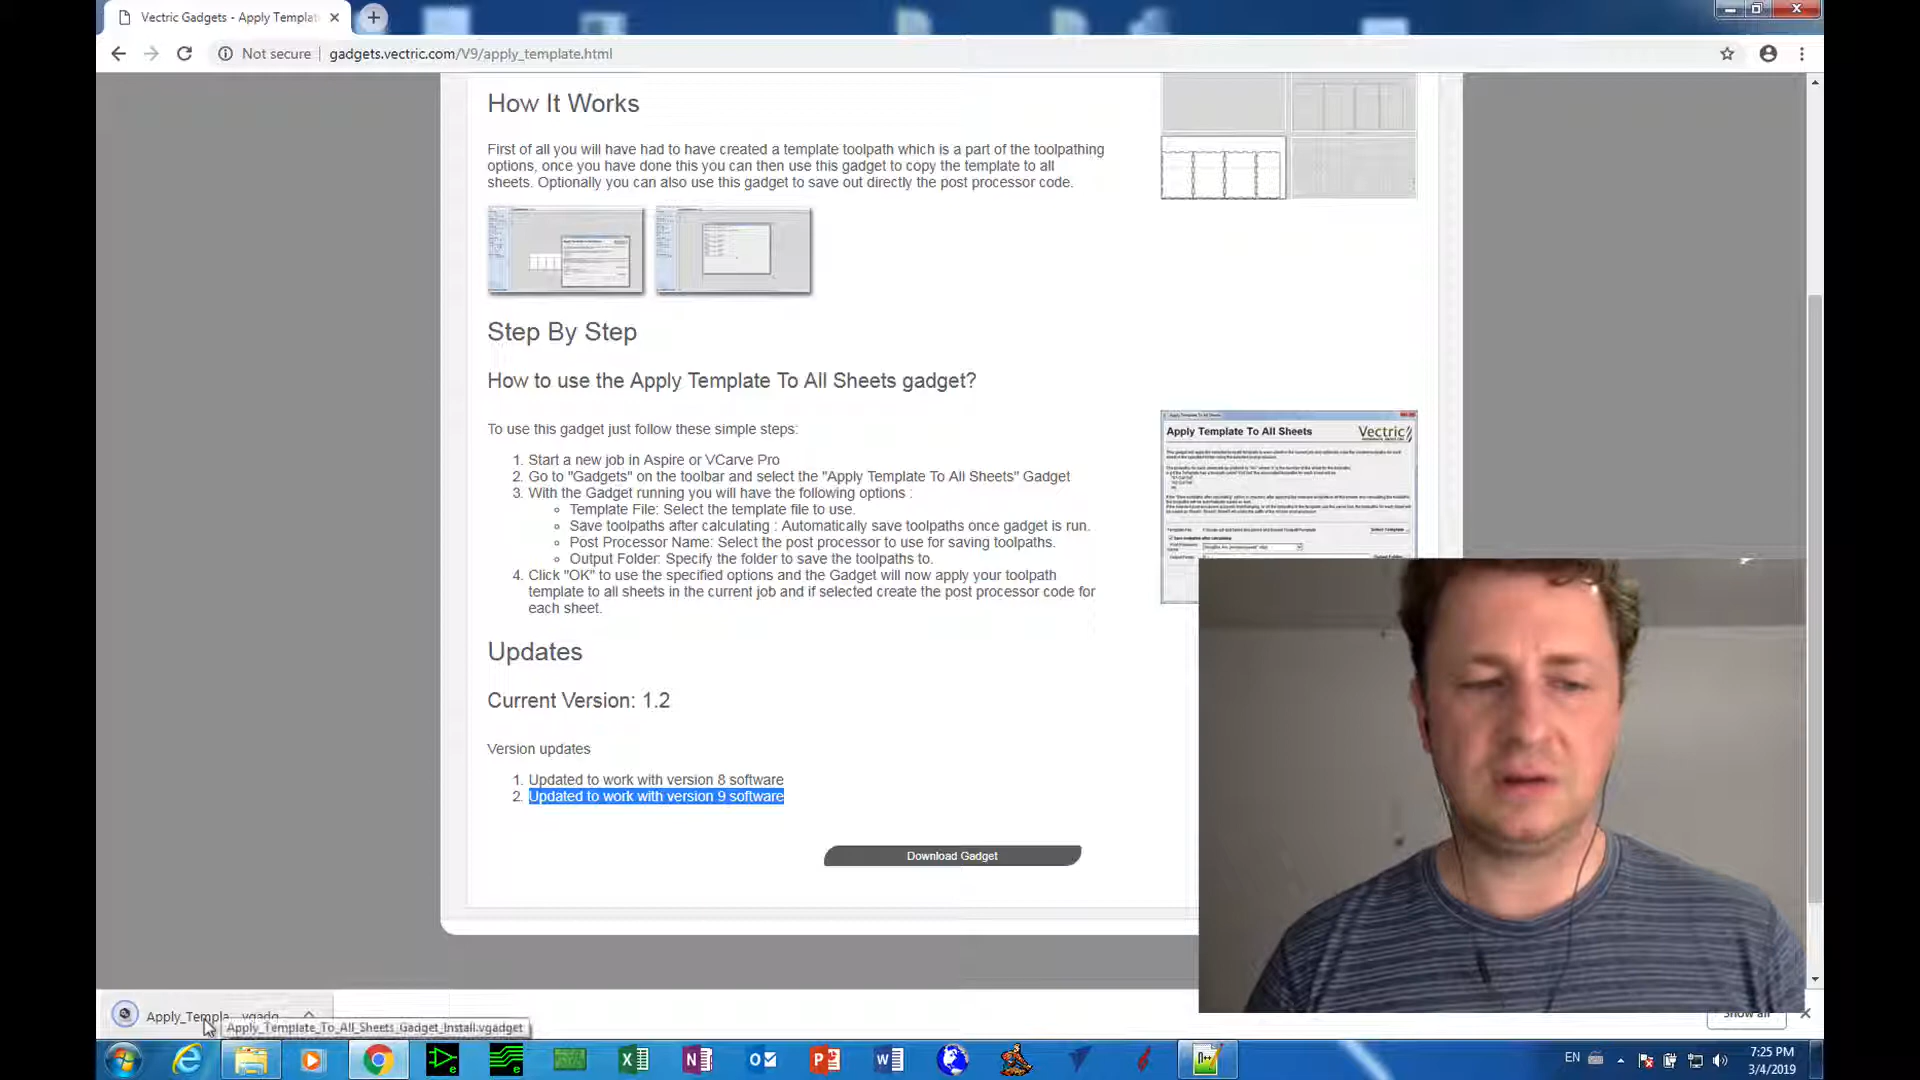 Vectric Gadgets - Apply Templat
Not secure | gadgets.vectric.com/V9/apply_template.html
How It Works
First of all you will have had to have created a template toolpath which is a part of the toolpathing
options, once you have done this you can then use this gadget to copy the template to all
sheets. Optionally you can also use this gadget to save out directly the post processor code.
Step By Step
How to use the Apply Template To All Sheets gadget?
To use this gadget just follow these simple steps:
1. Start a new job in Aspire or VCarve Pro
2. Go to "Gadgets" on the toolbar and select the "Apply Template To All Sheets" Gadget
3. With the Gadget running you will have the following options :
Template File: Select the template file to use.
Save toolpaths after calculating : Automatically save toolpaths once gadget is run.
Post Processor Name: Select the post processor to use for saving toolpaths.
Output Folder: Specify the folder to save the toolpaths to.
4. Click "OK" to use the specified options and the Gadget will now apply your toolpath
template to all sheets in the current job and if selected create the post processor code for
each sheet.
Apply Template To All Sheets
Apply Template To All Sheets
Vectric
Updates
Current Version: 1.2
Version updates
1. Updated to work with version 8 software
2. Updated to work with version 9 software
Download Gadget
Apply_Templa....vgadg
Apply_Template_To_All_Sheets_Gadget_Install.vgadget
Show all
EN
7:25 PM
3/4/2019